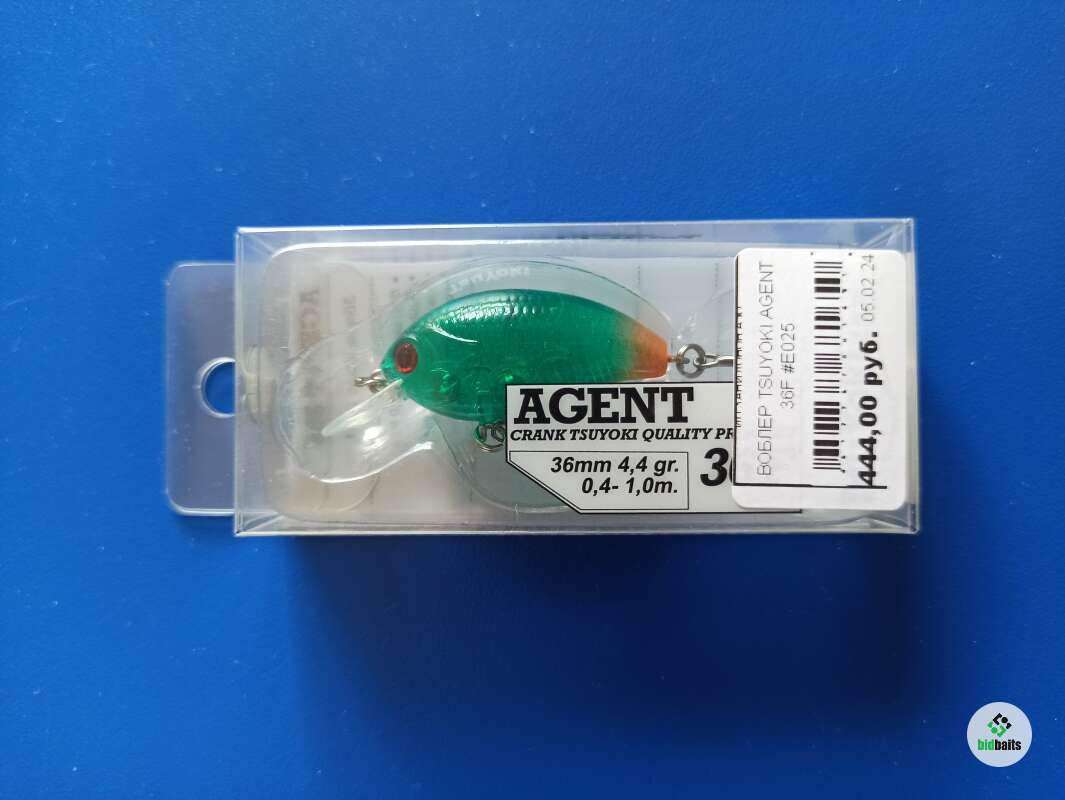 TSUYOKI
AGENT
CRANK TSUYOKI QUALITY PR
36mm 4,4 gr.
0,4- 1,0m.
ВОБЛЕР TSUYOKI AGENT
36F #E025
444,00 руб. 05.02 24
bidbaits